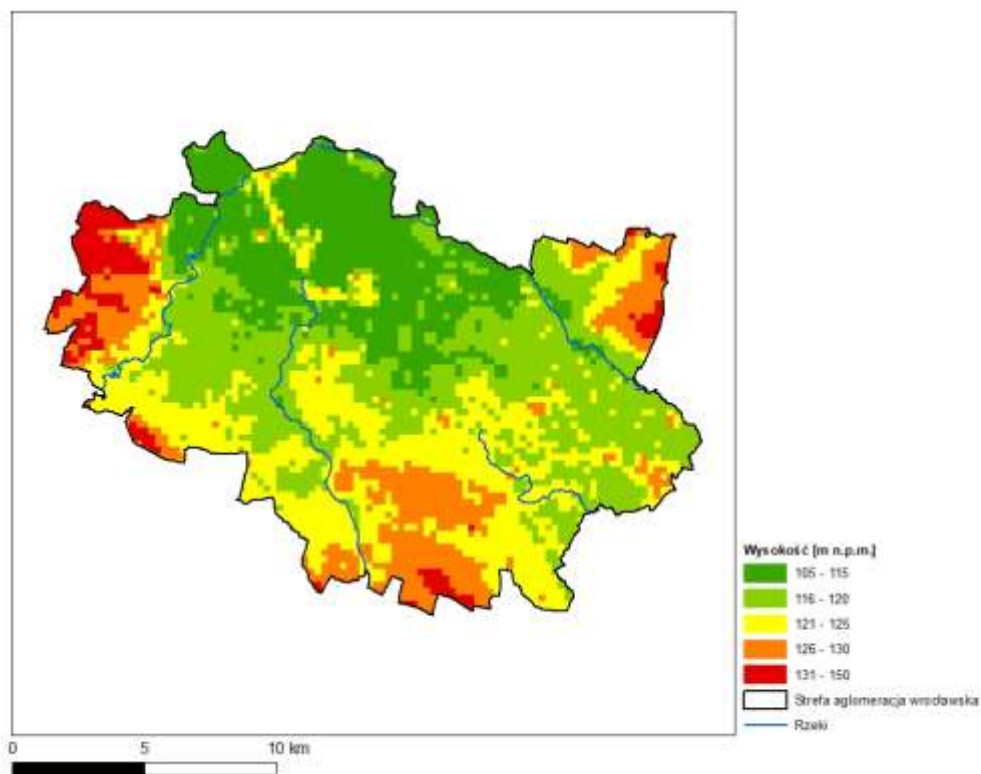 Wysokość [m n.p.m.]
105 - 115
116 - 120
121 - 125
126 - 130
131 - 150
Strefa aglomeracja wrocławska
Rzeki
0 5 10 km